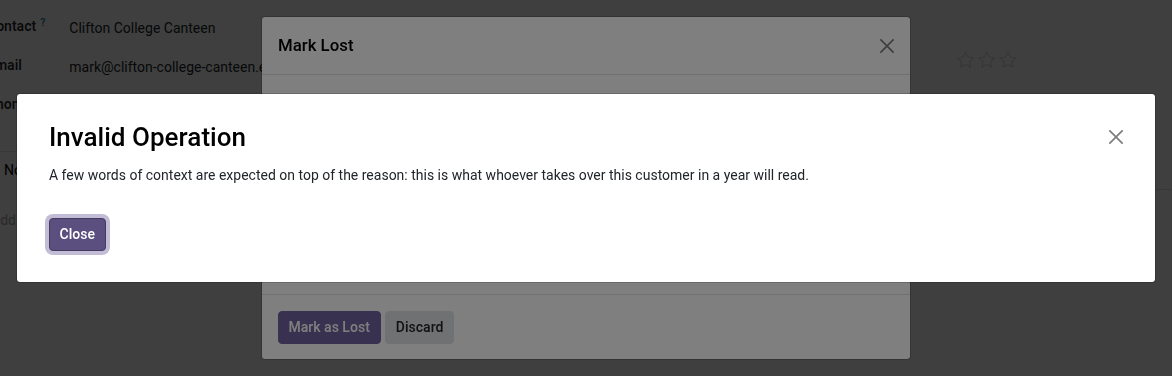 ontact ?
Clifton College Canteen
mail
mark@clifton-college-canteen.e
Mark Lost
Invalid Operation
A few words of context are expected on top of the reason: this is what whoever takes over this customer in a year will read.
No
Close
Mark as Lost
Discard